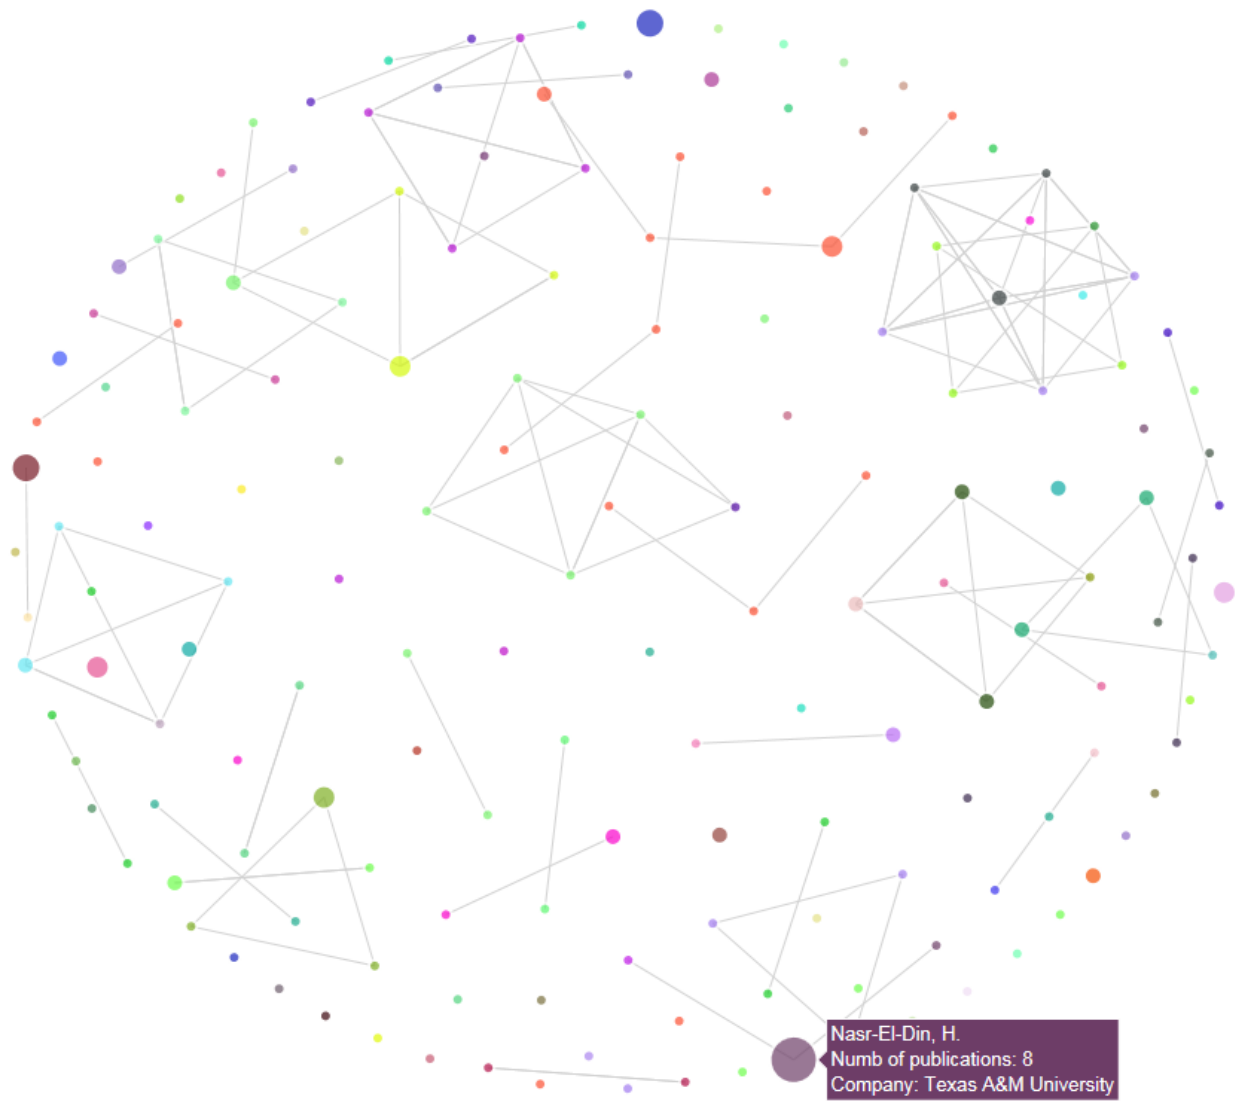 Nasr-El-Din, H.
Numb of publications: 8
Company: Texas A&M University